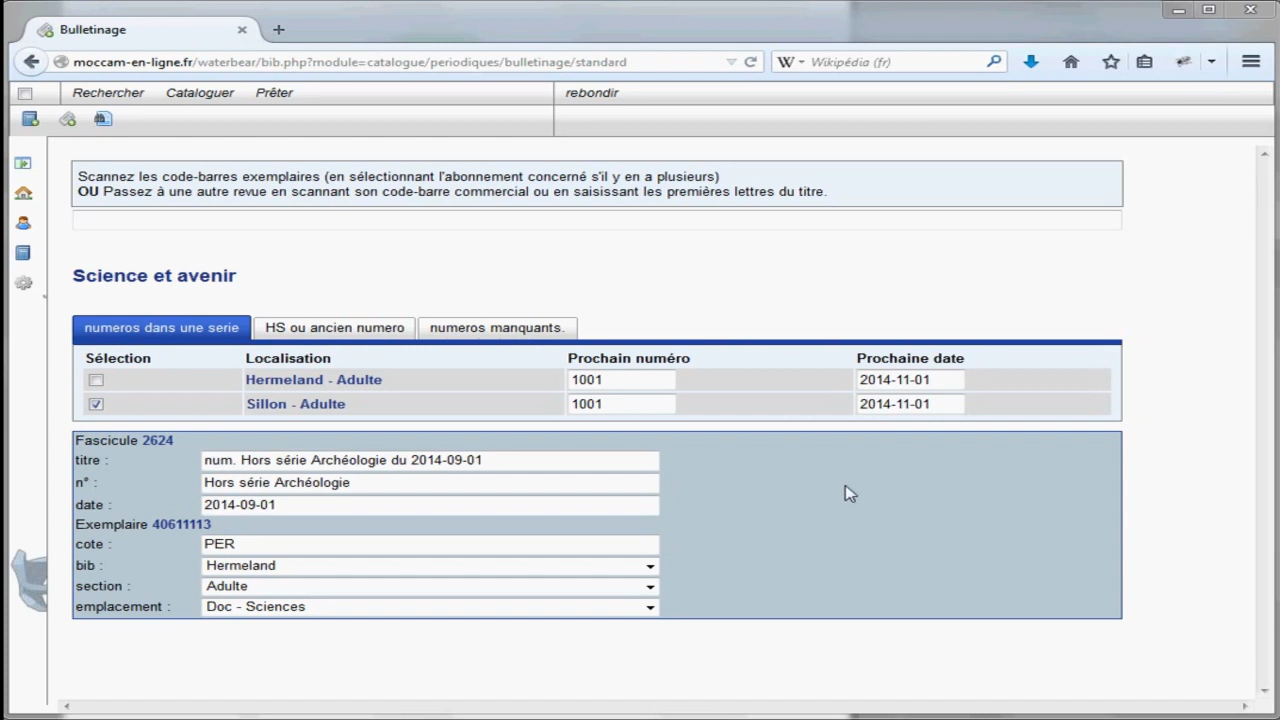 Bulletinage
moccam-en-ligne.fr/waterbear/bib.php?module=catalogue/periodiques/bulletinage/standard
W Wikipédia (fr)
Rechercher Cataloguer Prêter rebondir
Scannez les code-barres exemplaires (en sélectionnant l'abonnement concerné s'il y en a plusieurs)
OU Passez à une autre revue en scannant son code-barre commercial ou en saisissant les premières lettres du titre.
Science et avenir
numeros dans une serie HS ou ancien numero numeros manquants.
Sélection Localisation Prochain numéro Prochaine date
Hermeland - Adulte 1001 2014-11-01
Sillon - Adulte 1001 2014-11-01
Fascicule 2624
titre : num. Hors série Archéologie du 2014-09-01
n° : Hors série Archéologie
date : 2014-09-01
Exemplaire 40611113
cote : PER
bib : Hermeland
section : Adulte
emplacement : Doc - Sciences